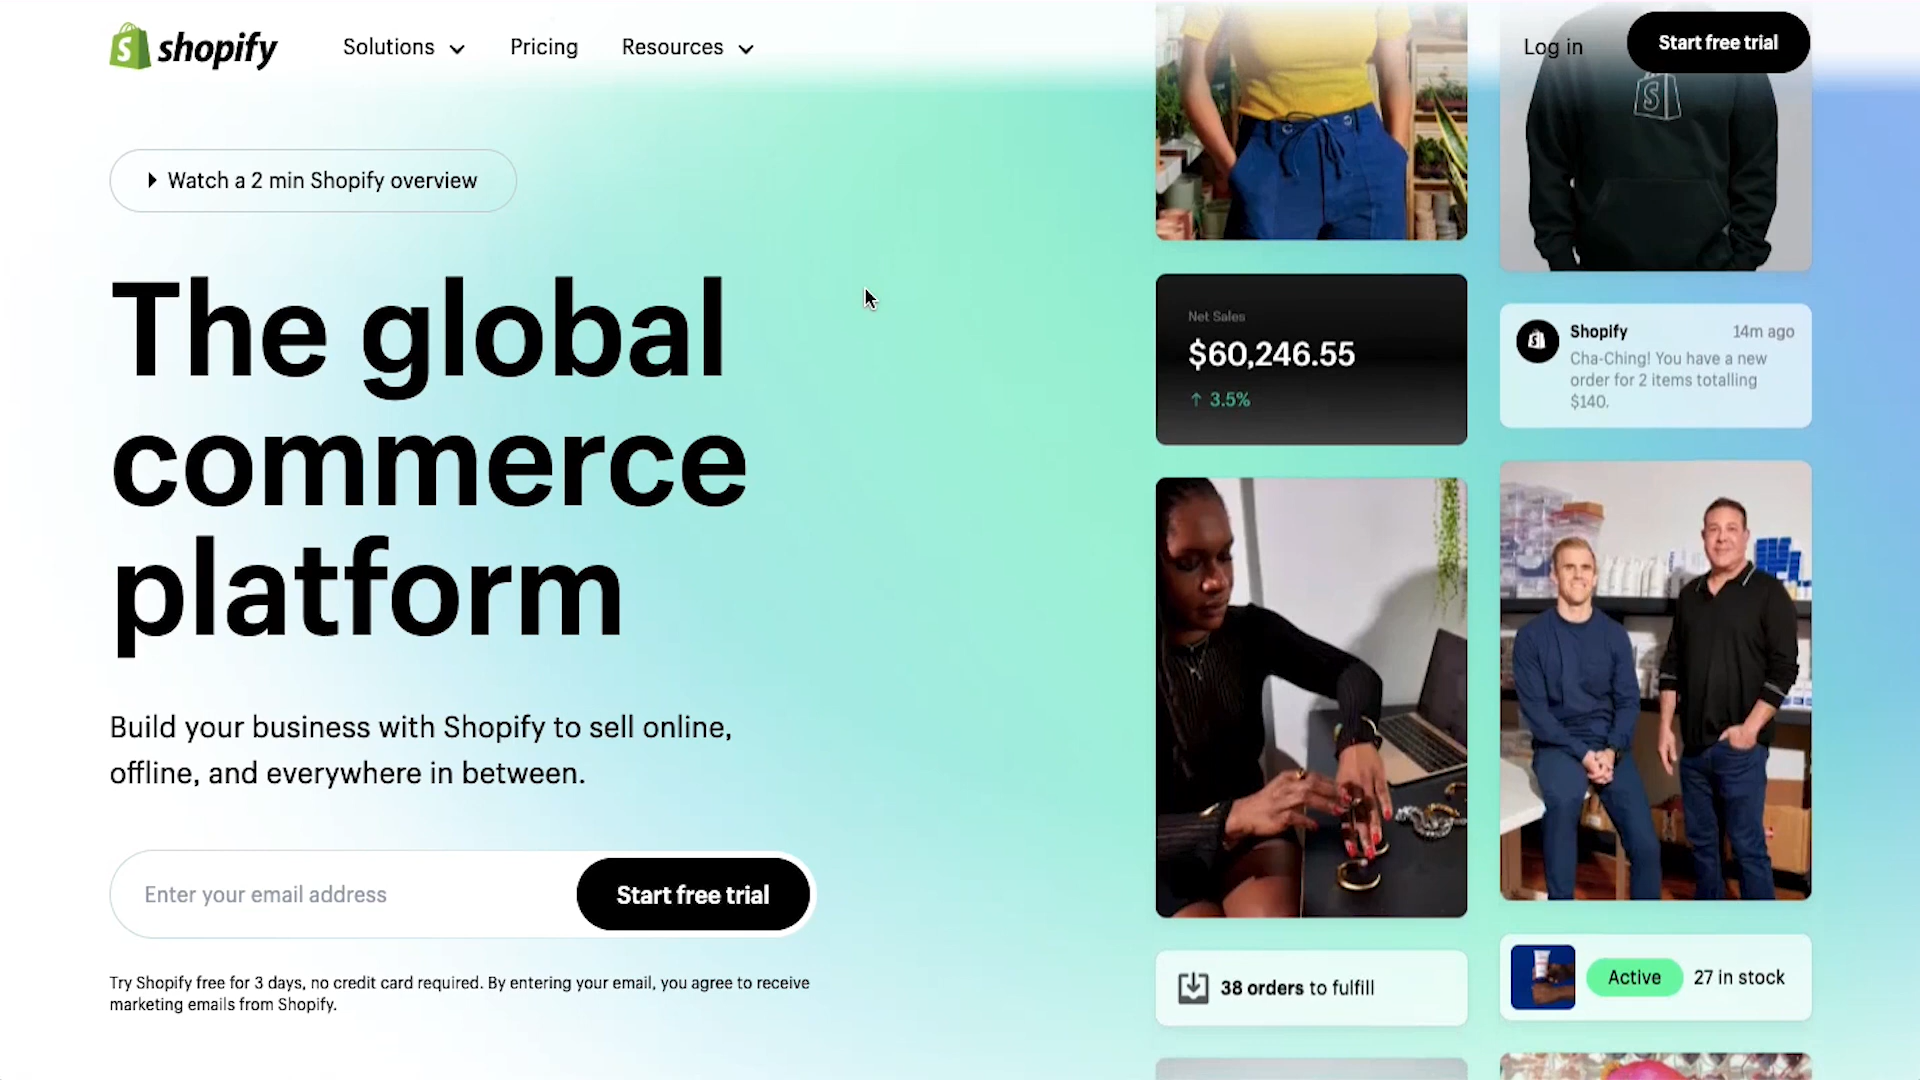 shopify
Solutions
Pricing
Resources
Log in
Start free trial
Watch a 2 min Shopify overview
The global
commerce
platform
Build your business with Shopify to sell online,
offline, and everywhere in between.
Enter your email address
Start free trial
Try Shopify free for 3 days, no credit card required. By entering your email, you agree to receive
marketing emails from Shopify.
Net Sales
$60,246.55
↑ 3.5%
38 orders to fulfill
Shopify
14m ago
Cha-Ching! You have a new
order for 2 items totalling
$140.
Active
27 in stock